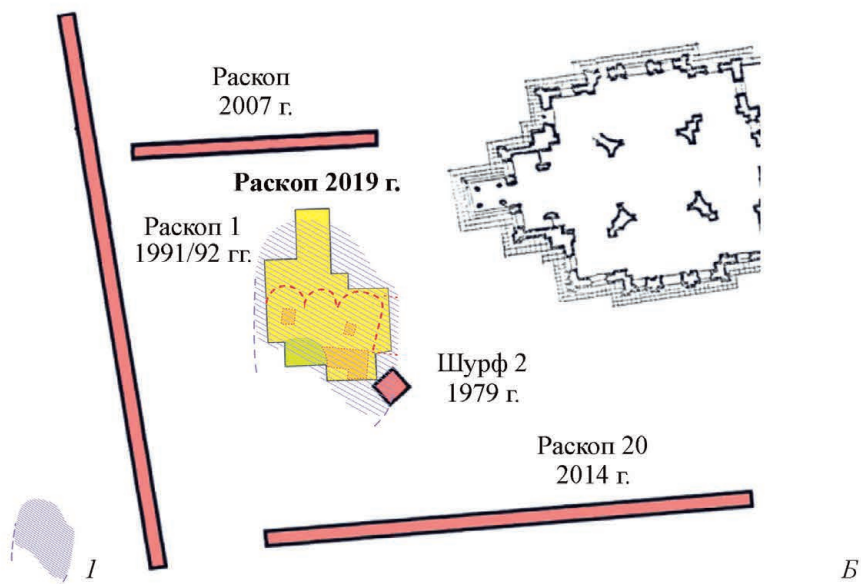 Раскоп
2007 г.
Раскоп 2019 г.
Раскоп 1
1991/92 гг.
Шурф 2
1979 г.
Раскоп 20
2014 г.
1
Б